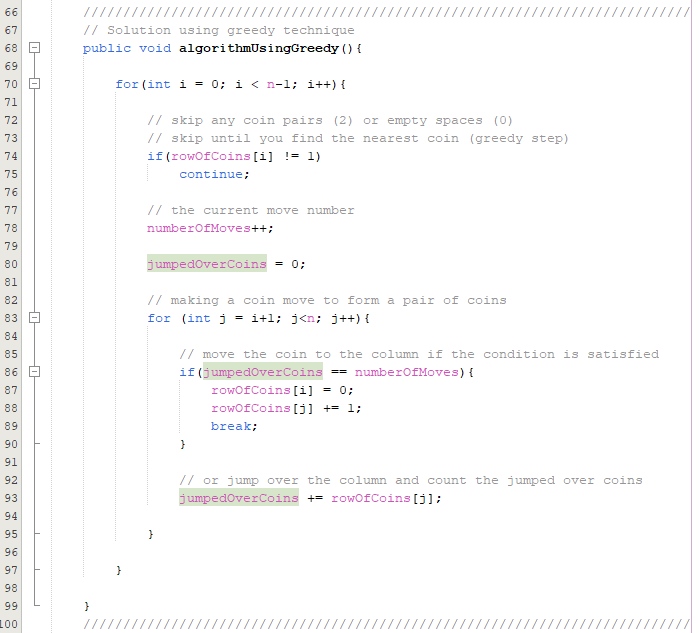 66 ////////////////////////////////////////////////////////////////////////////
67 // Solution using greedy technique
68 public void algorithmUsingGreedy(){
69
70 for(int i = 0; i < n-1; i++){
71
72 // skip any coin pairs (2) or empty spaces (0)
73 // skip until you find the nearest coin (greedy step)
74 if(rowOfCoins[i] != 1)
75 continue;
76
77 // the current move number
78 numberOfMoves++;
79
80 jumpedOverCoins = 0;
81
82 // making a coin move to form a pair of coins
83 for (int j = i+1; j<n; j++){
84
85 // move the coin to the column if the condition is satisfied
86 if(jumpedOverCoins == numberOfMoves){
87 rowOfCoins[i] = 0;
88 rowOfCoins[j] += 1;
89 break;
90 }
91
92 // or jump over the column and count the jumped over coins
93 jumpedOverCoins += rowOfCoins[j];
94
95 }
96
97 }
98
99 }
100 ////////////////////////////////////////////////////////////////////////////